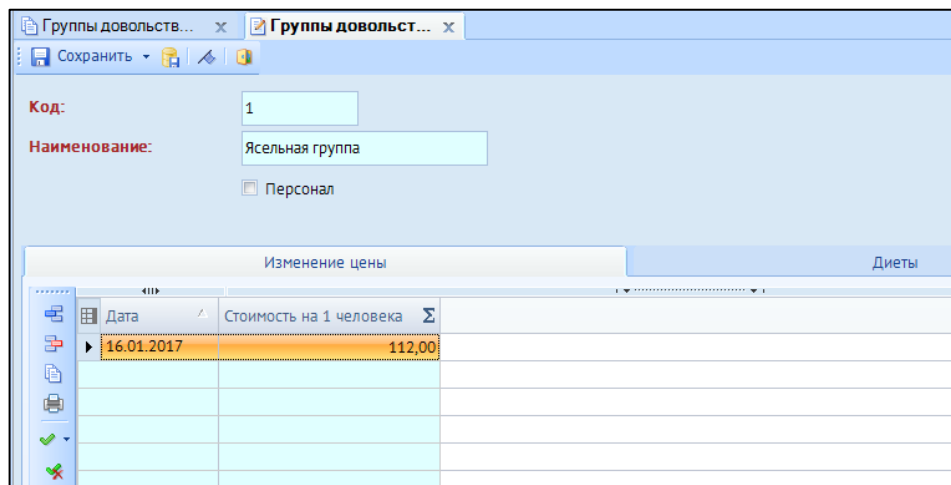 Группы довольств... x Группы довольст... x
Сохранить
Код: 1
Наименование: Ясельная группа
Персонал
Изменение цены Диеты
Дата Стоимость на 1 человека Σ
16.01.2017 112,00